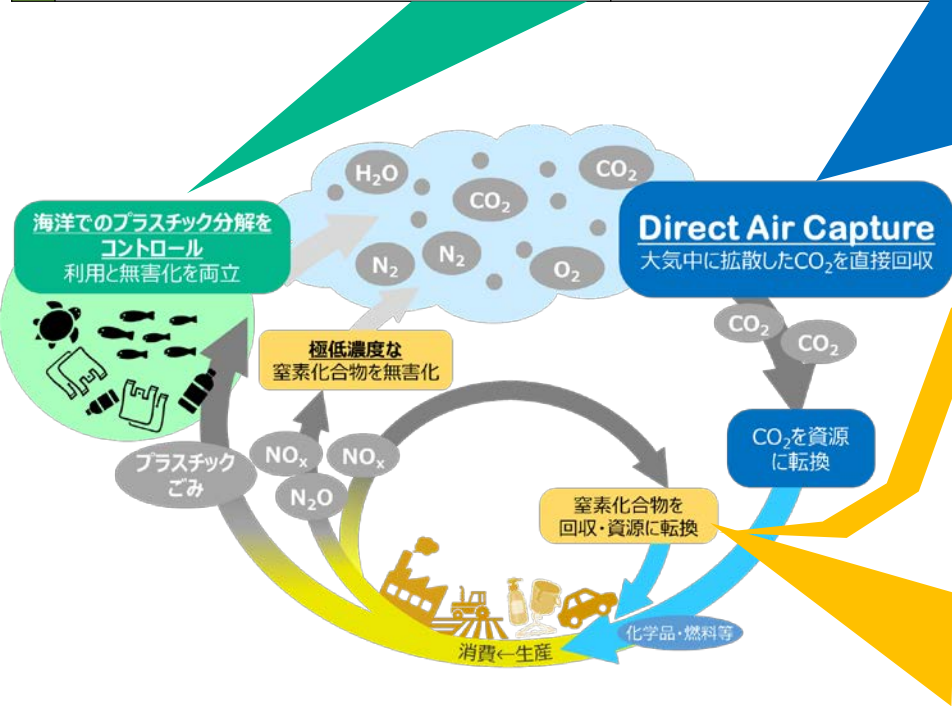 H₂O
CO₂
CO₂
N₂
N₂
O₂
海洋でのプラスチック分解を
コントロール
利用と無害化を両立
Direct Air Capture
大気中に拡散したCO₂を直接回収
極低濃度な
窒素化合物を無害化
CO₂
CO₂
CO₂を資源
に転換
プラスチック
ごみ
NOₓ
NOₓ
N₂O
窒素化合物を
回収・資源に転換
化学品・燃料等
消費←生産